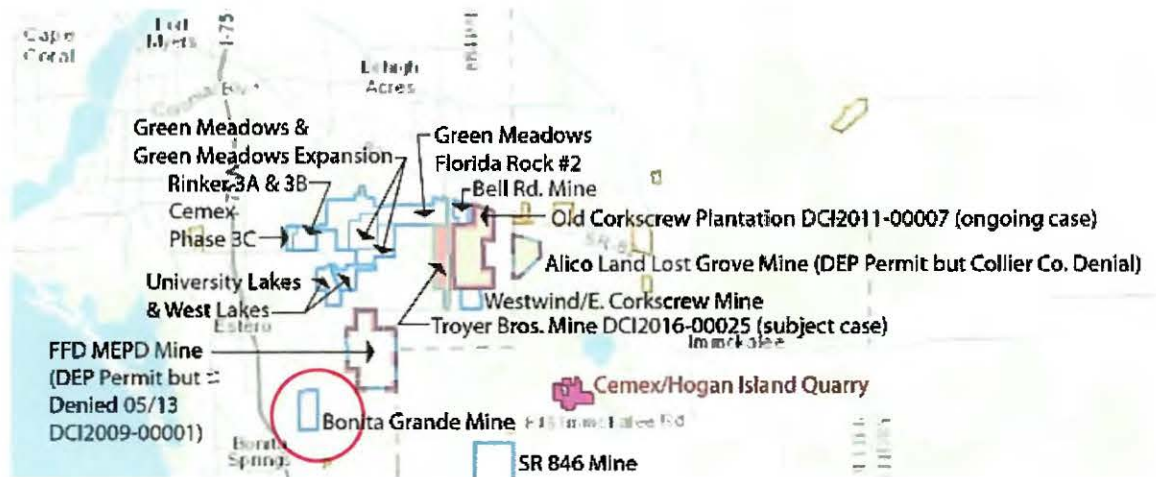 Cape
Coral
Fort
Myers
I-75
Lehigh
Acres
Green Meadows &
Green Meadows Expansion
Rinker 3A & 3B
Cemex
Phase 3C
Green Meadows
Florida Rock #2
Bell Rd. Mine
Old Corkscrew Plantation DCI2011-00007 (ongoing case)
Alico Land Lost Grove Mine (DEP Permit but Collier Co. Denial)
University Lakes
& West Lakes
Estero
Westwind/E. Corkscrew Mine
Troyer Bros. Mine DCI2016-00025 (subject case)
Immokalee
FFD MEPD Mine
(DEP Permit but
Denied 05/13
DCI2009-00001)
Cemex/Hogan Island Quarry
Bonita Grande Mine
Immokalee Rd
Bonita
Springs
SR 846 Mine